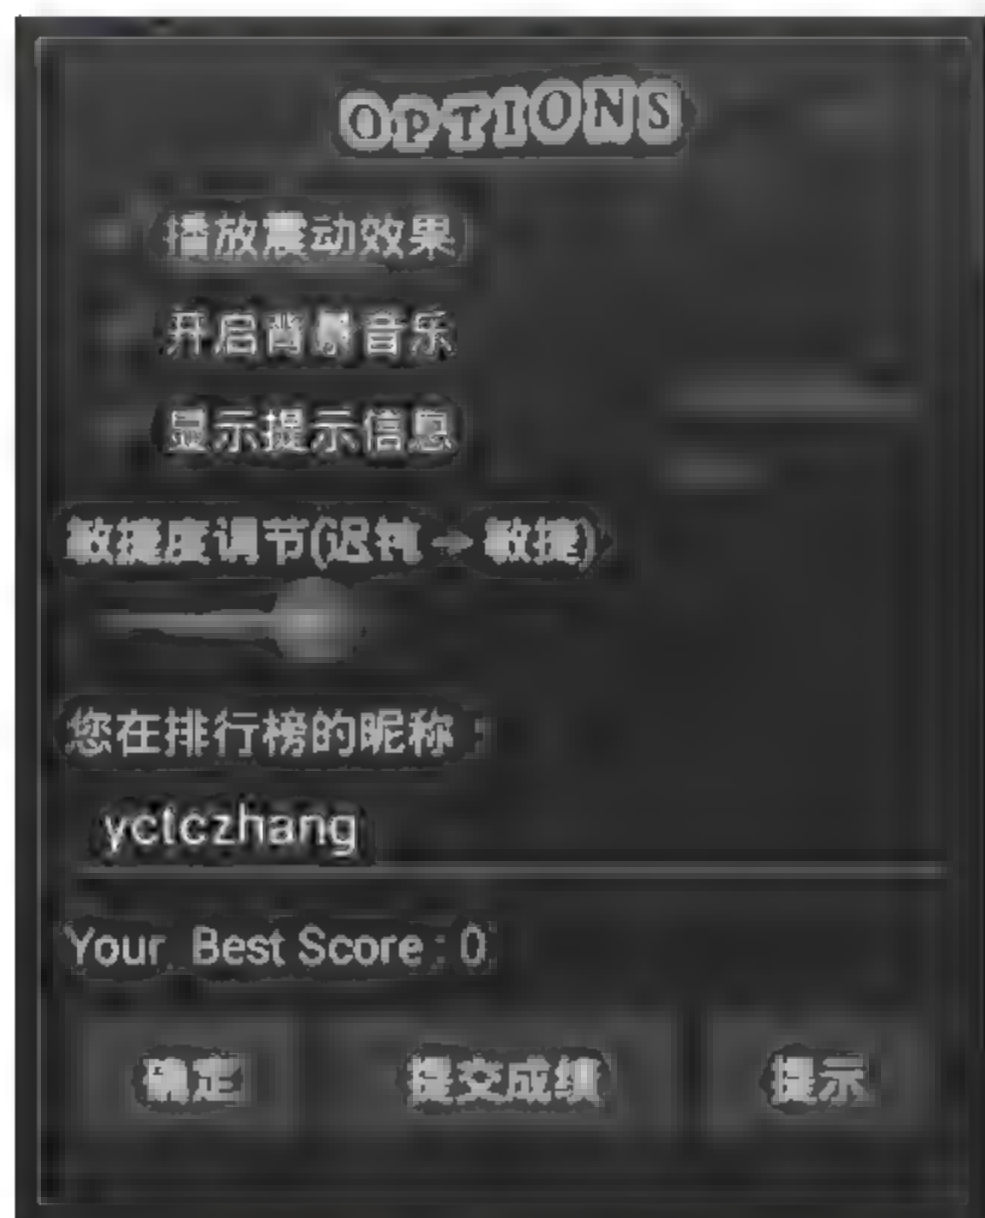 OPTIONS
播放震动效果
开启背景音乐
显示提示信息
敏捷度调节(迟钝→敏捷)
您在排行榜的昵称：
yctczhang
Your Best Score : 0
确定 提交成绩 提示